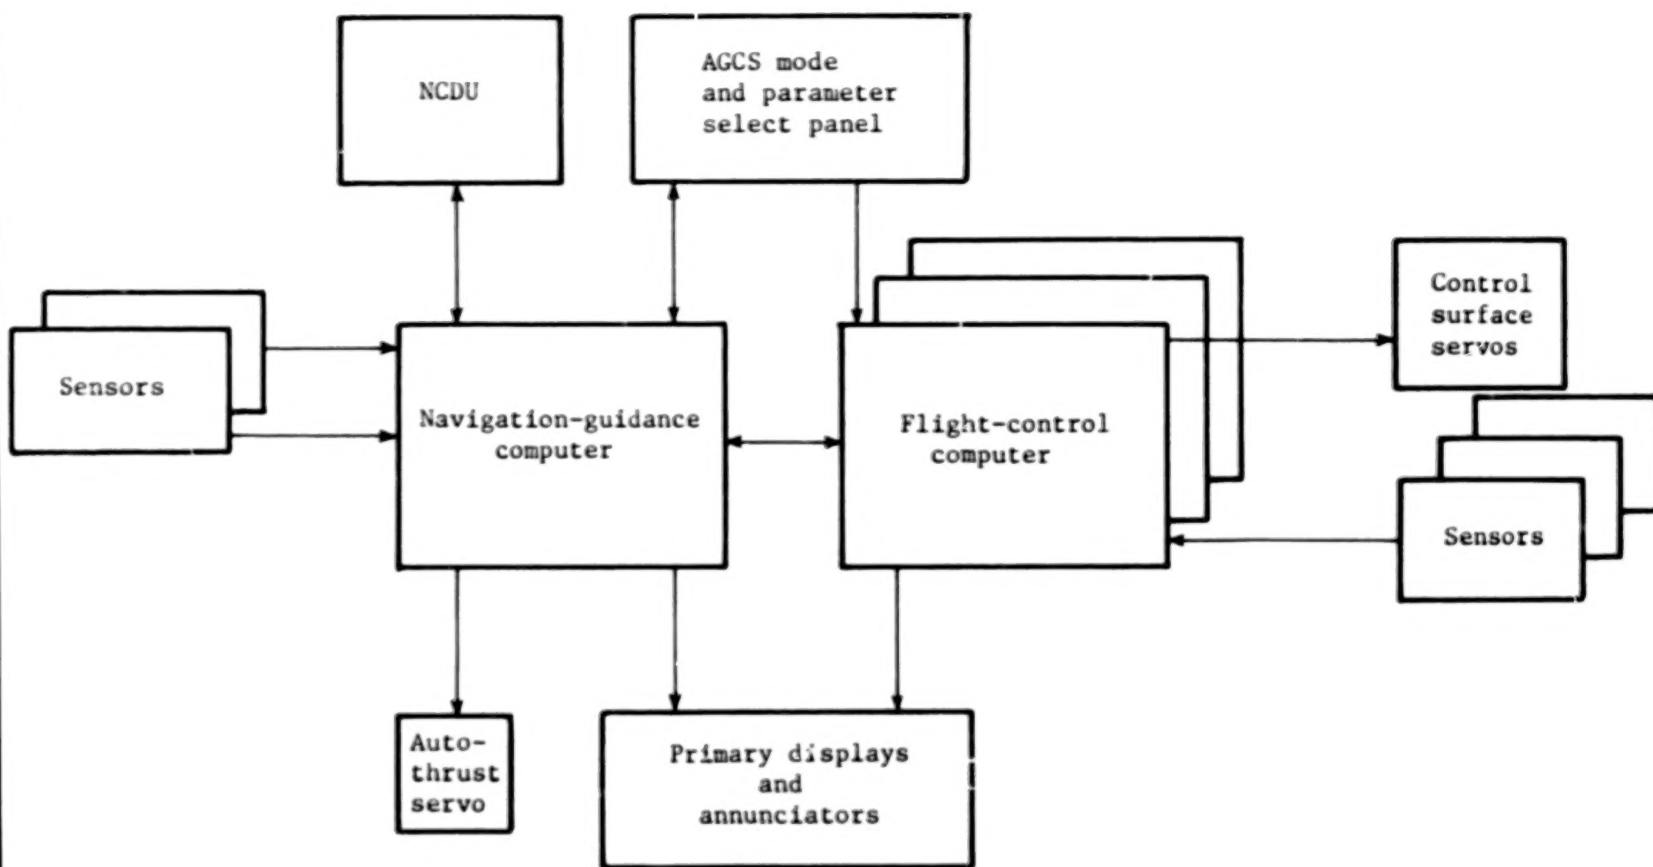 NCDU
AGCS mode
and parameter
select panel
Control
surface
servos
Sensors
Navigation-guidance
computer
Flight-control
computer
Sensors
Auto-
thrust
servo
Primary displays
and
annunciators